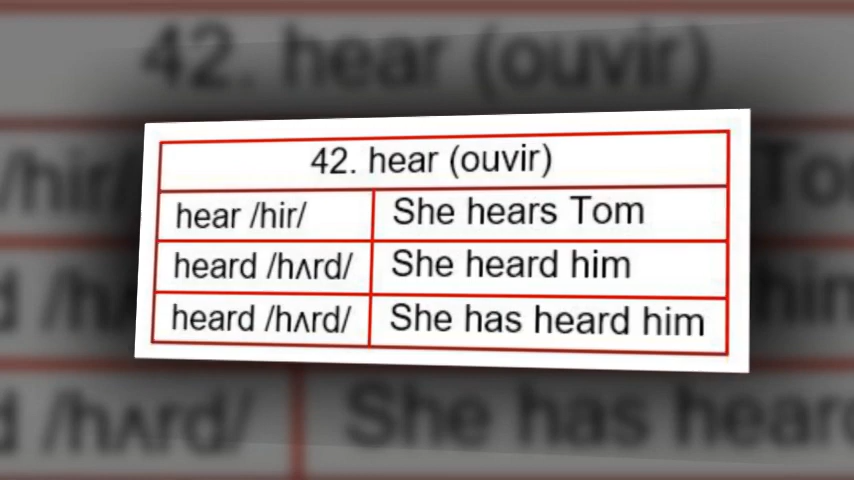 42. hear (ouvir)
hear /hir/ She hears Tom
heard /hʌrd/ She heard him
heard /hʌrd/ She has heard him